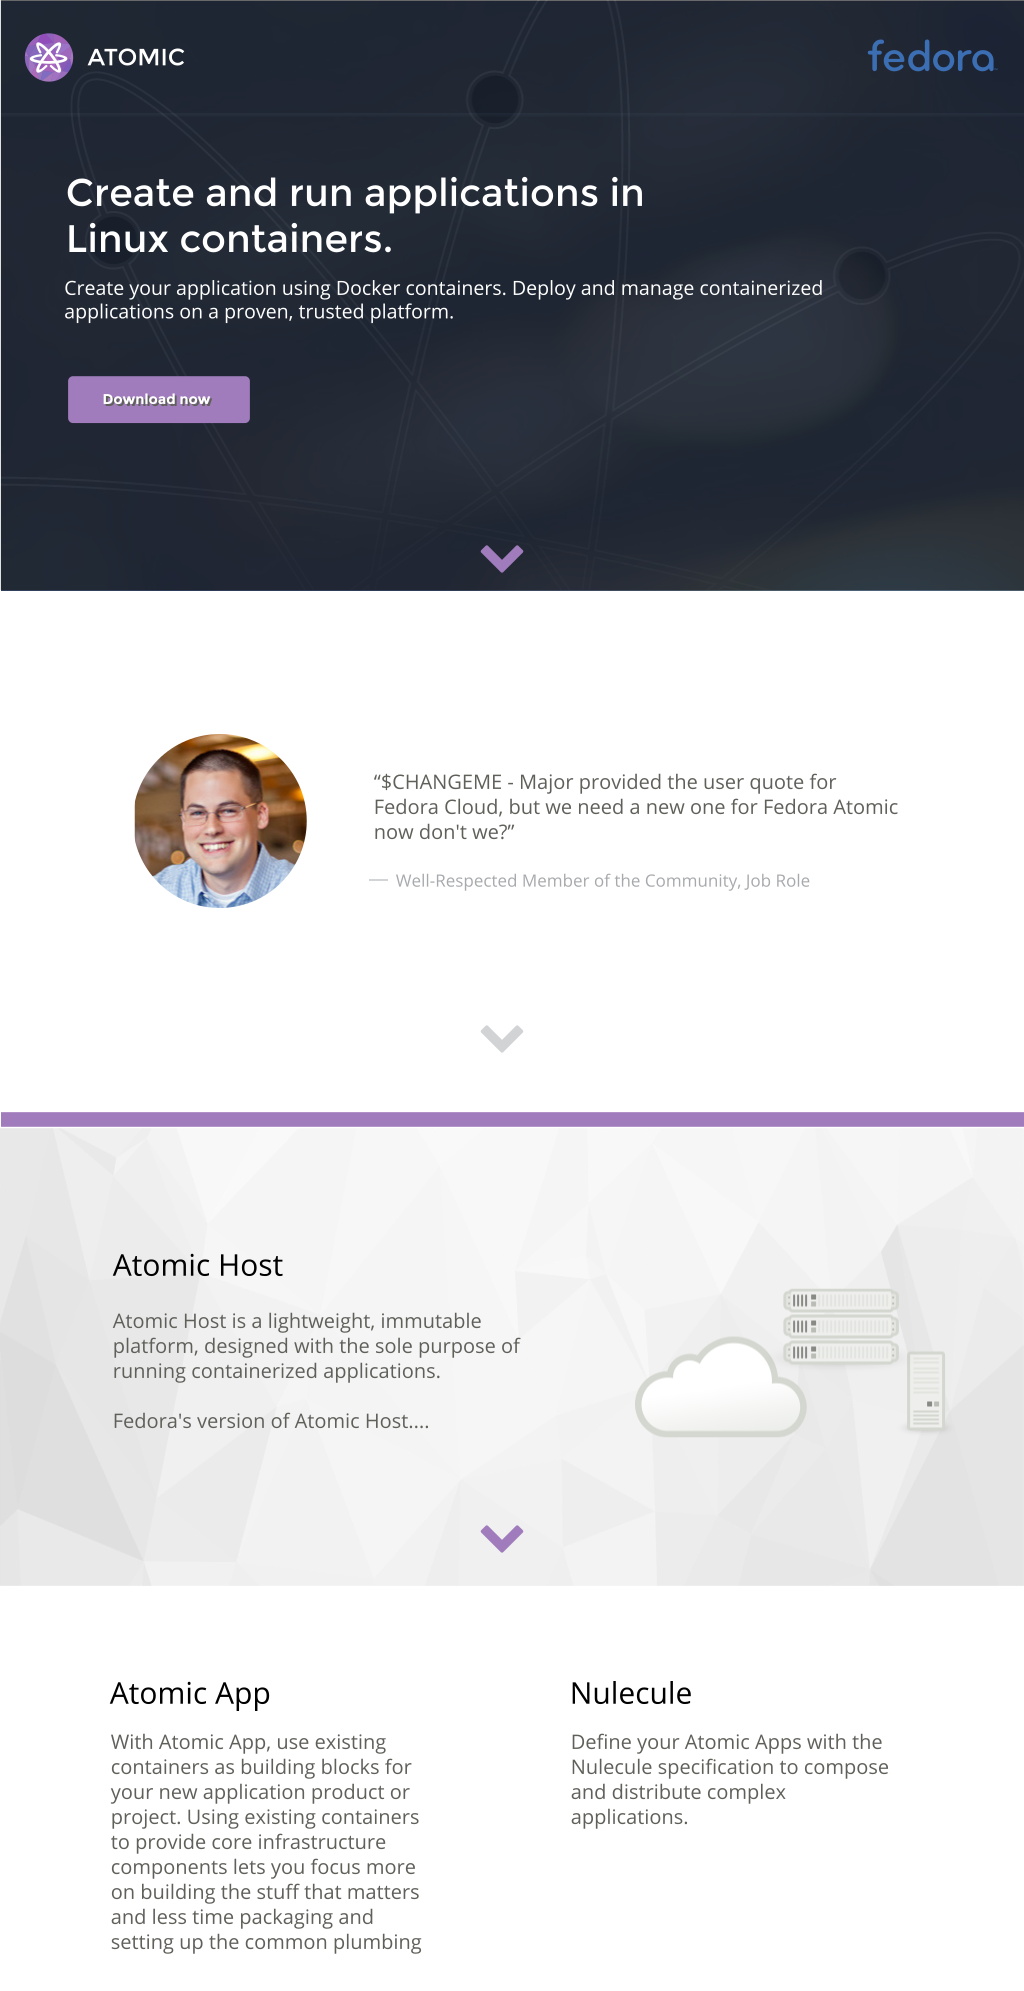 ATOMIC
fedora
Create and run applications in
Linux containers.
Create your application using Docker containers. Deploy and manage containerized
applications on a proven, trusted platform.
Download now
“$CHANGEME - Major provided the user quote for
Fedora Cloud, but we need a new one for Fedora Atomic
now don't we?”
— Well-Respected Member of the Community, Job Role
Atomic Host
Atomic Host is a lightweight, immutable
platform, designed with the sole purpose of
running containerized applications.
Fedora's version of Atomic Host....
Atomic App
With Atomic App, use existing
containers as building blocks for
your new application product or
project. Using existing containers
to provide core infrastructure
components lets you focus more
on building the stuff that matters
and less time packaging and
setting up the common plumbing
Nulecule
Define your Atomic Apps with the
Nulecule specification to compose
and distribute complex
applications.